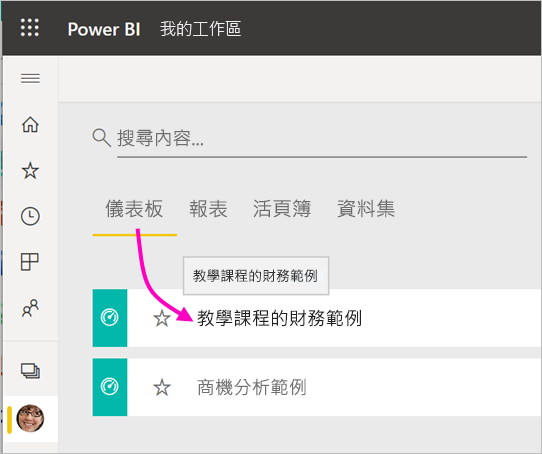 Power BI 我的工作區
搜尋內容...
儀表板 報表 活頁簿 資料集
教學課程的財務範例
教學課程的財務範例
商機分析範例